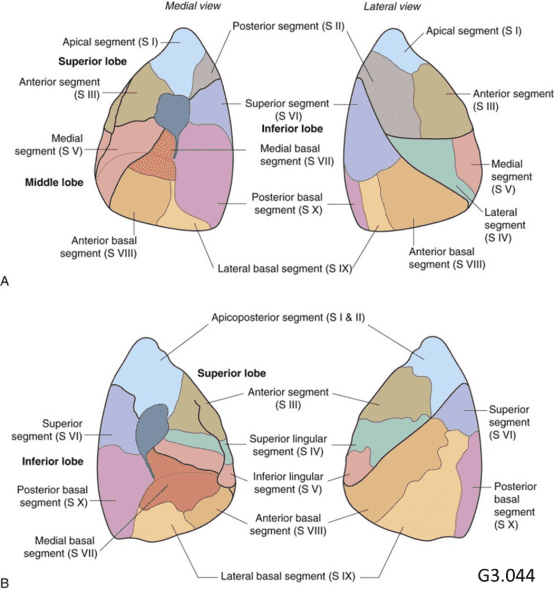 Medial view
Lateral view
Apical segment (S I)
Posterior segment (S II)
Apical segment (S I)
Superior lobe
Anterior segment
(S III)
Anterior segment
(S III)
Superior segment
(S VI)
Inferior lobe
Medial
segment (S V)
Medial basal
segment (S VII)
Medial
segment
(S V)
Middle lobe
Posterior basal
segment (S X)
Lateral
segment
(S IV)
Anterior basal
segment (S VIII)
Anterior basal
segment (S VIII)
Lateral basal segment (S IX)
A
Apicoposterior segment (S I & II)
Superior lobe
Anterior segment
(S III)
Superior
segment (S VI)
Superior
segment
(S VI)
Superior lingular
segment (S IV)
Inferior lobe
Inferior lingular
segment (S V)
Posterior basal
segment (S X)
Posterior
basal
segment
(S X)
Anterior basal
segment (S VIII)
Medial basal
segment (S VII)
Lateral basal segment (S IX)
B
G3.044